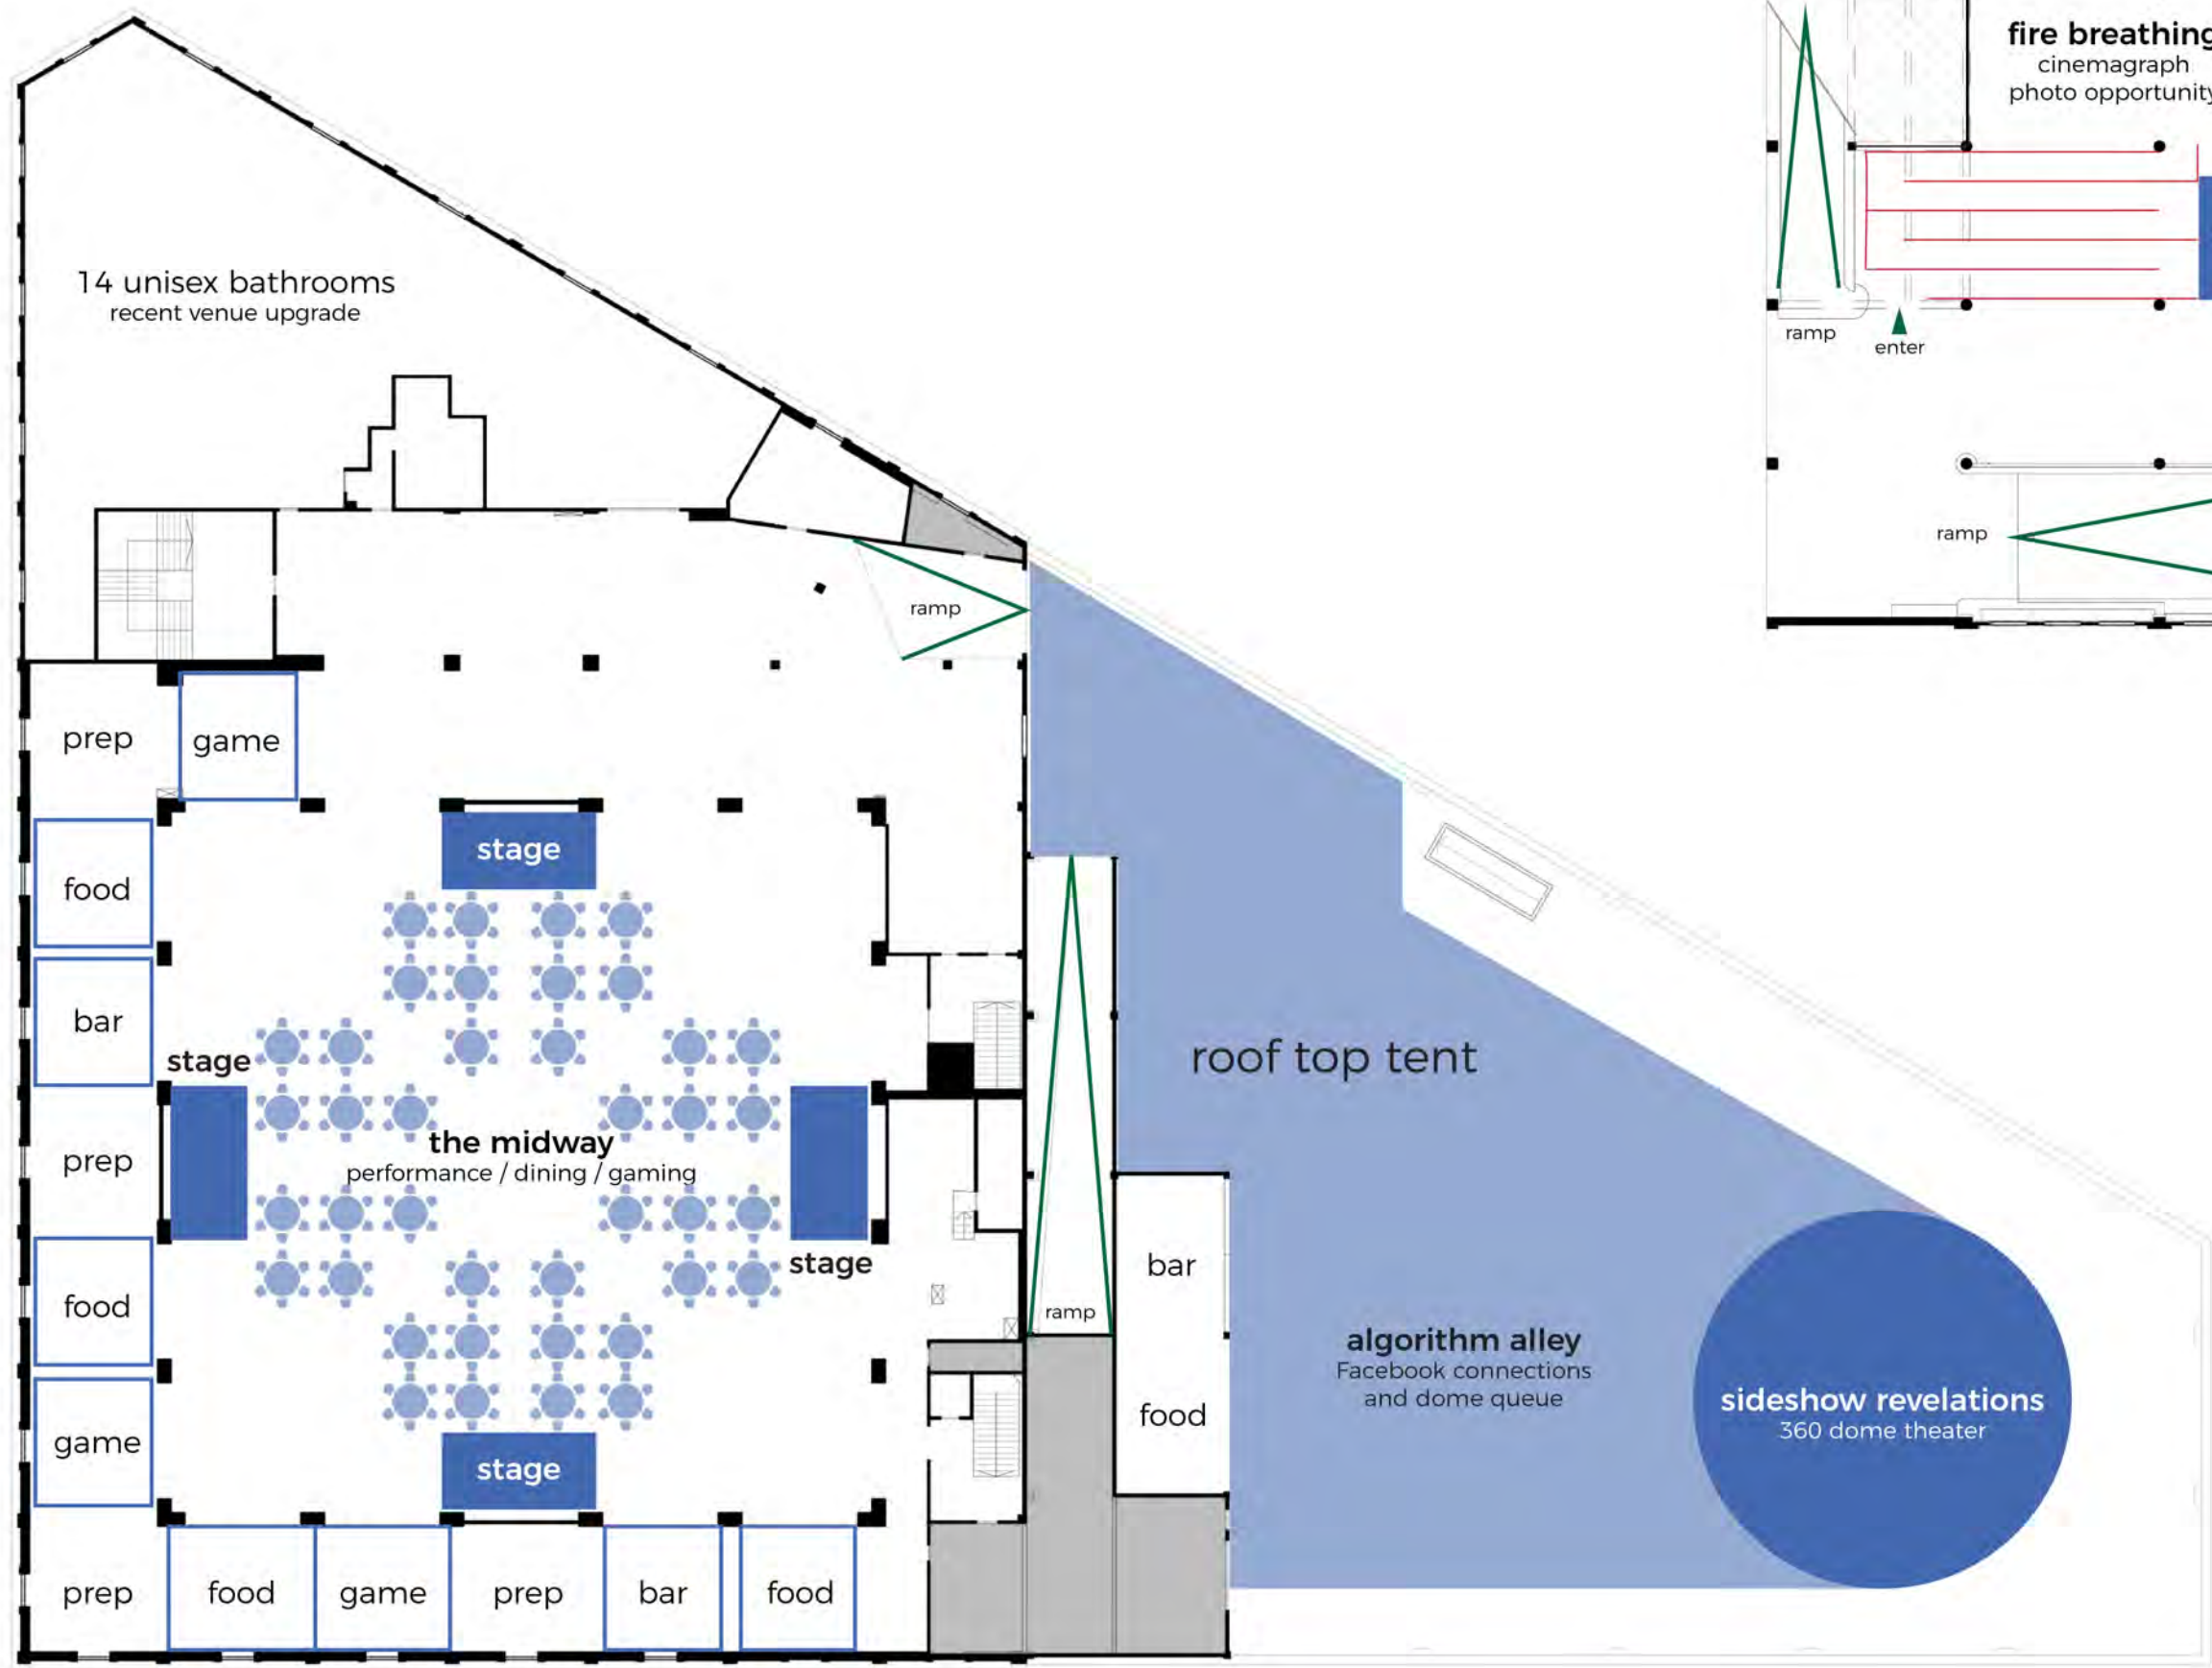 fire breathing
cinemagraph
photo opportunity
ramp
enter
ramp
14 unisex bathrooms
recent venue upgrade
ramp
prep
game
stage
food
bar
stage
roof top tent
the midway
performance / dining / gaming
prep
stage
food
bar
ramp
algorithm alley
Facebook connections
and dome queue
sideshow revelations
360 dome theater
food
game
stage
prep
food
game
prep
bar
food